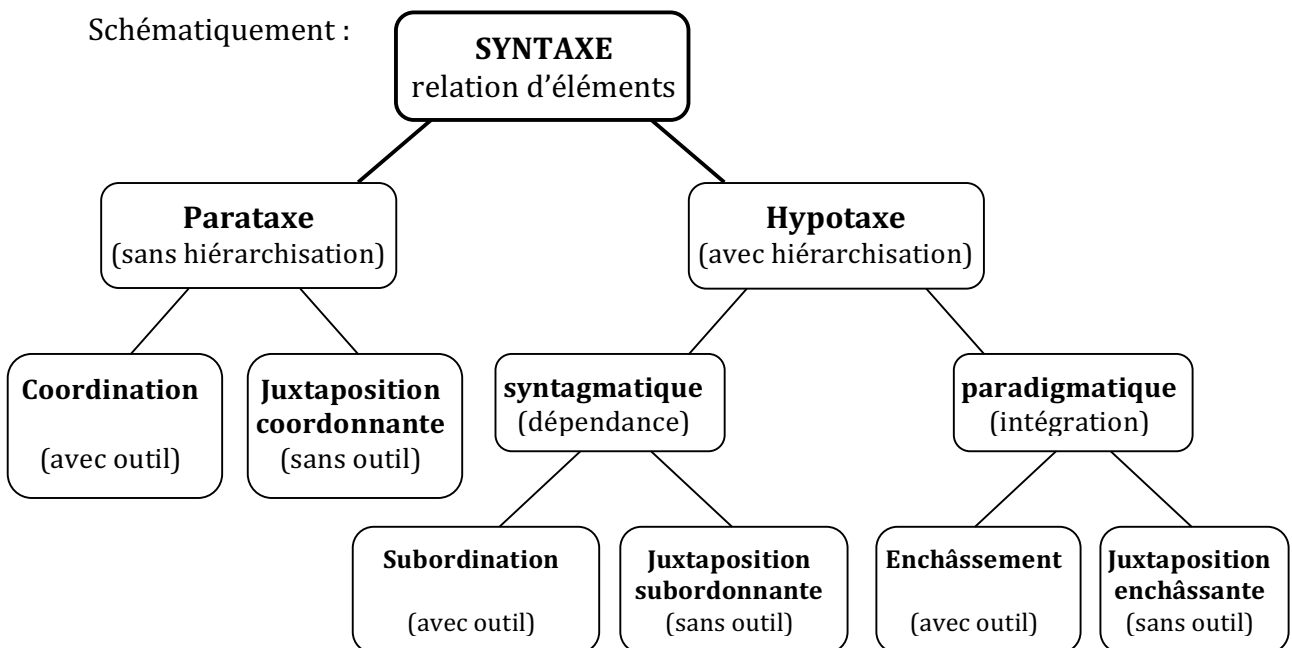 Schématiquement :
SYNTAXE
relation d’éléments
Parataxe
(sans hiérarchisation)
Hypotaxe
(avec hiérarchisation)
Coordination
(avec outil)
Juxtaposition
coordonnante
(sans outil)
syntagmatique
(dépendance)
paradigmatique
(intégration)
Subordination
(avec outil)
Juxtaposition
subordonnante
(sans outil)
Enchâssement
(avec outil)
Juxtaposition
enchâssante
(sans outil)